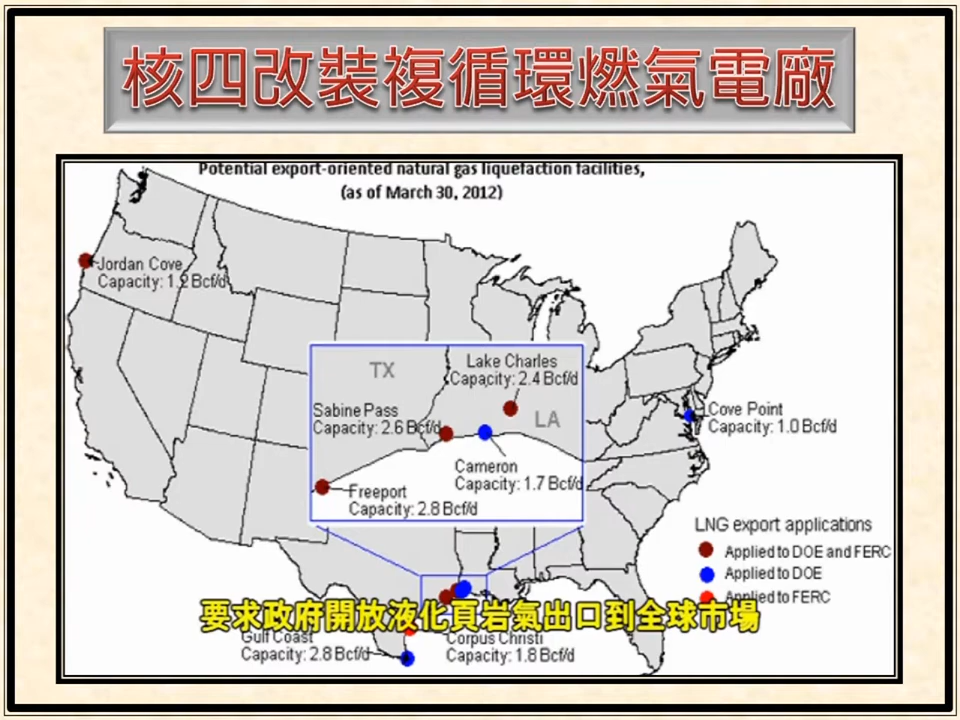 核四改裝複循環燃氣電廠
Potential export-oriented natural gas liquefaction facilities,
(as of March 30, 2012)
Jordan Cove
Capacity: 1.2 Bcf/d
TX
Lake Charles
Capacity: 2.4 Bcf/d
Sabine Pass
Capacity: 2.6 Bcf/d
LA
Cove Point
Capacity: 1.0 Bcf/d
Cameron
Capacity: 1.7 Bcf/d
Freeport
Capacity: 2.8 Bcf/d
LNG export applications
Applied to DOE and FERC
Applied to DOE
Applied to FERC
要求政府開放液化頁岩氣出口到全球市場
Gulf Coast
Capacity: 2.8 Bcf/d
Corpus Christi
Capacity: 1.8 Bcf/d